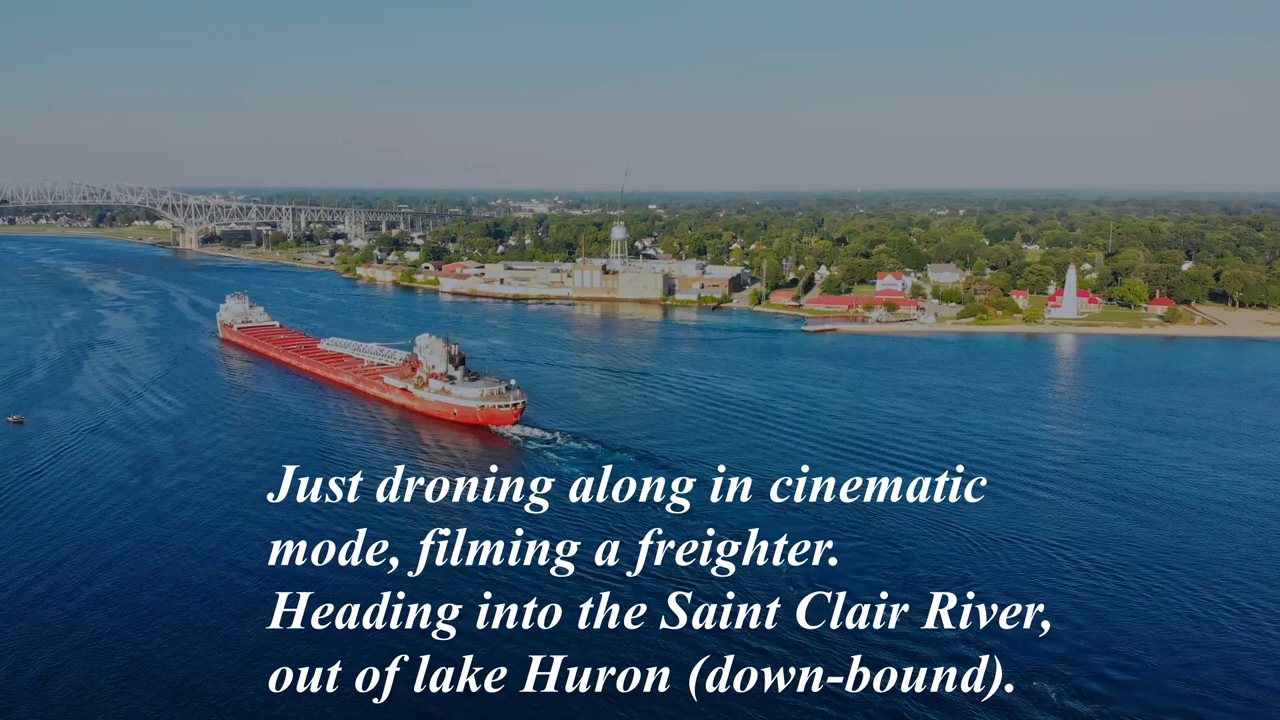 Just droning along in cinematic
mode, filming a freighter.
Heading into the Saint Clair River,
out of lake Huron (down-bound).